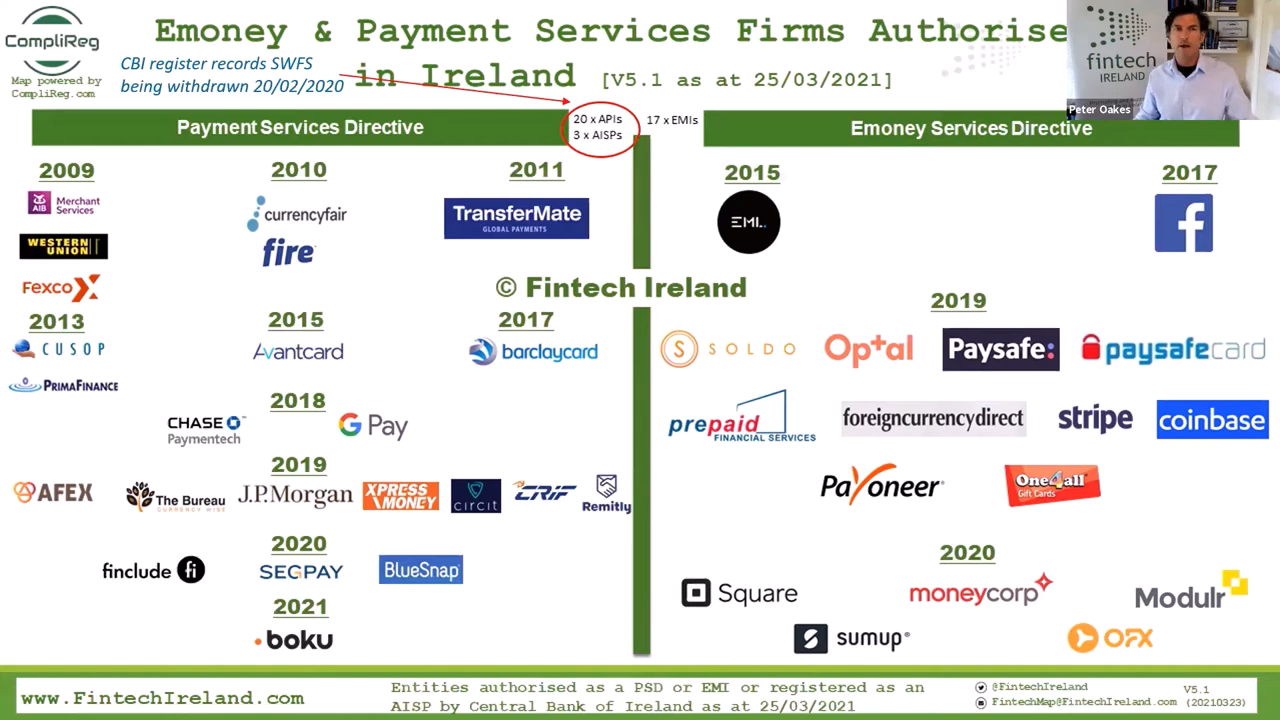 CompliReg
Map powered by
CompliReg.com
Emoney & Payment Services Firms Authorise
in Ireland [V5.1 as at 25/03/2021]
CBI register records SWFS
being withdrawn 20/02/2020
fintech
IRELAND
Peter Oakes
Payment Services Directive
20 x APIs
3 x AISPs
17 x EMIs
Emoney Services Directive
2009
2010
2011
AIB Merchant
Services
WESTERN
UNION
Fexco
currencyfair
fire
TransferMate
GLOBAL PAYMENTS
2015
2017
EML
f
© Fintech Ireland
2013
2015
2017
CUSOP
PRIMAFINANCE
Avantcard
barclaycard
2018
CHASE
Paymentech
G Pay
2019
AFEX
The Bureau
CURRENCY WISE
J.P.Morgan
XPRESS
MONEY
circit
CRIF
Remitly
2020
finclude fi
SEGPAY
BlueSnap
2021
boku
2019
S SOLDO
Optal
Paysafe:
paysafecard
prepaid
FINANCIAL SERVICES
foreigncurrencydirect
stripe
coinbase
Payoneer
One4all
Gift Cards
2020
Square
moneycorp
Modulr
sumup
OFX
www.FintechIreland.com
Entities authorised as a PSD or EMI or registered as an
AISP by Central Bank of Ireland as at 25/03/2021
@FintechIreland
FintechMap@FintechIreland.com
V5.1
(20210323)